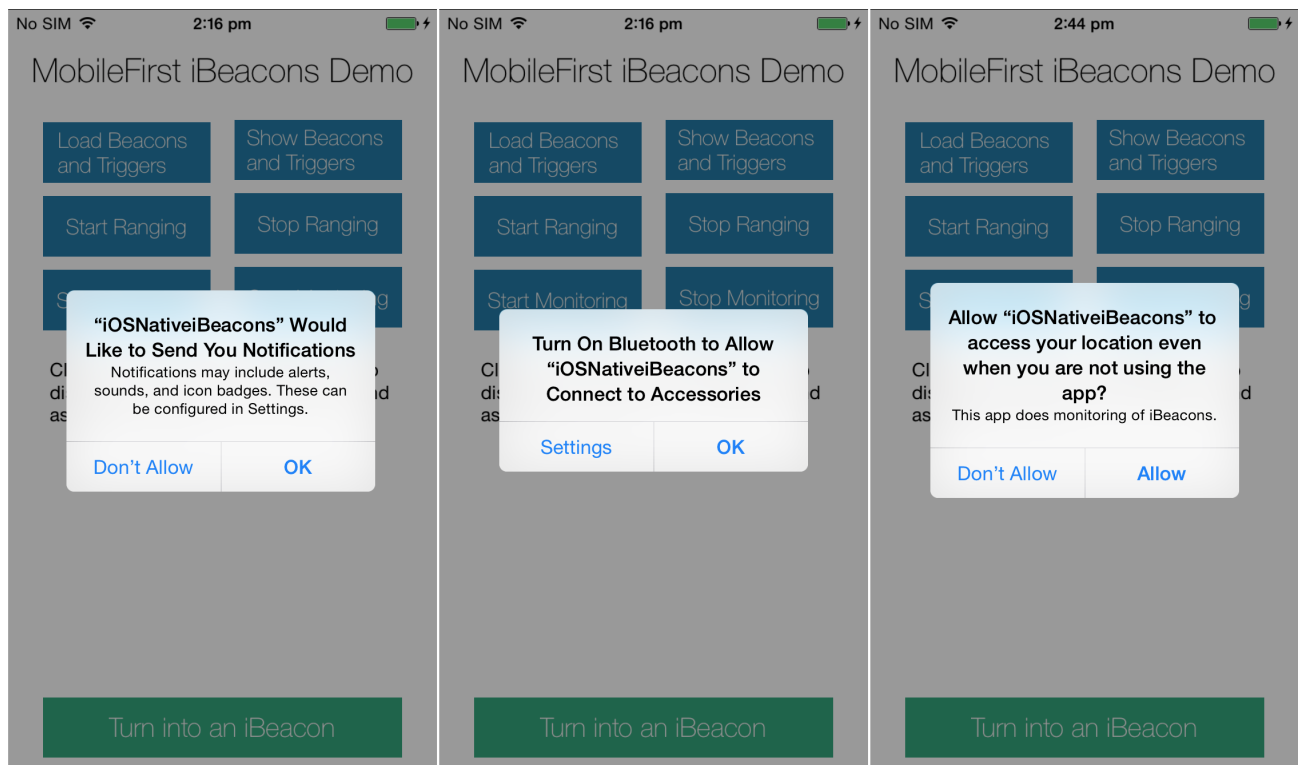 No SIM 2:16 pm
MobileFirst iBeacons Demo
Load Beacons
and Triggers
Show Beacons
and Triggers
Start Ranging
Stop Ranging
“iOSNativeiBeacons” Would
Like to Send You Notifications
Notifications may include alerts,
sounds, and icon badges. These can
be configured in Settings.
Don’t Allow
OK
Turn into an iBeacon
No SIM 2:16 pm
MobileFirst iBeacons Demo
Load Beacons
and Triggers
Show Beacons
and Triggers
Start Ranging
Stop Ranging
Start Monitoring
Stop Monitoring
Turn On Bluetooth to Allow
“iOSNativeiBeacons” to
Connect to Accessories
Settings
OK
Turn into an iBeacon
No SIM 2:44 pm
MobileFirst iBeacons Demo
Load Beacons
and Triggers
Show Beacons
and Triggers
Start Ranging
Stop Ranging
Allow “iOSNativeiBeacons” to
access your location even
when you are not using the
app?
This app does monitoring of iBeacons.
Don’t Allow
Allow
Turn into an iBeacon